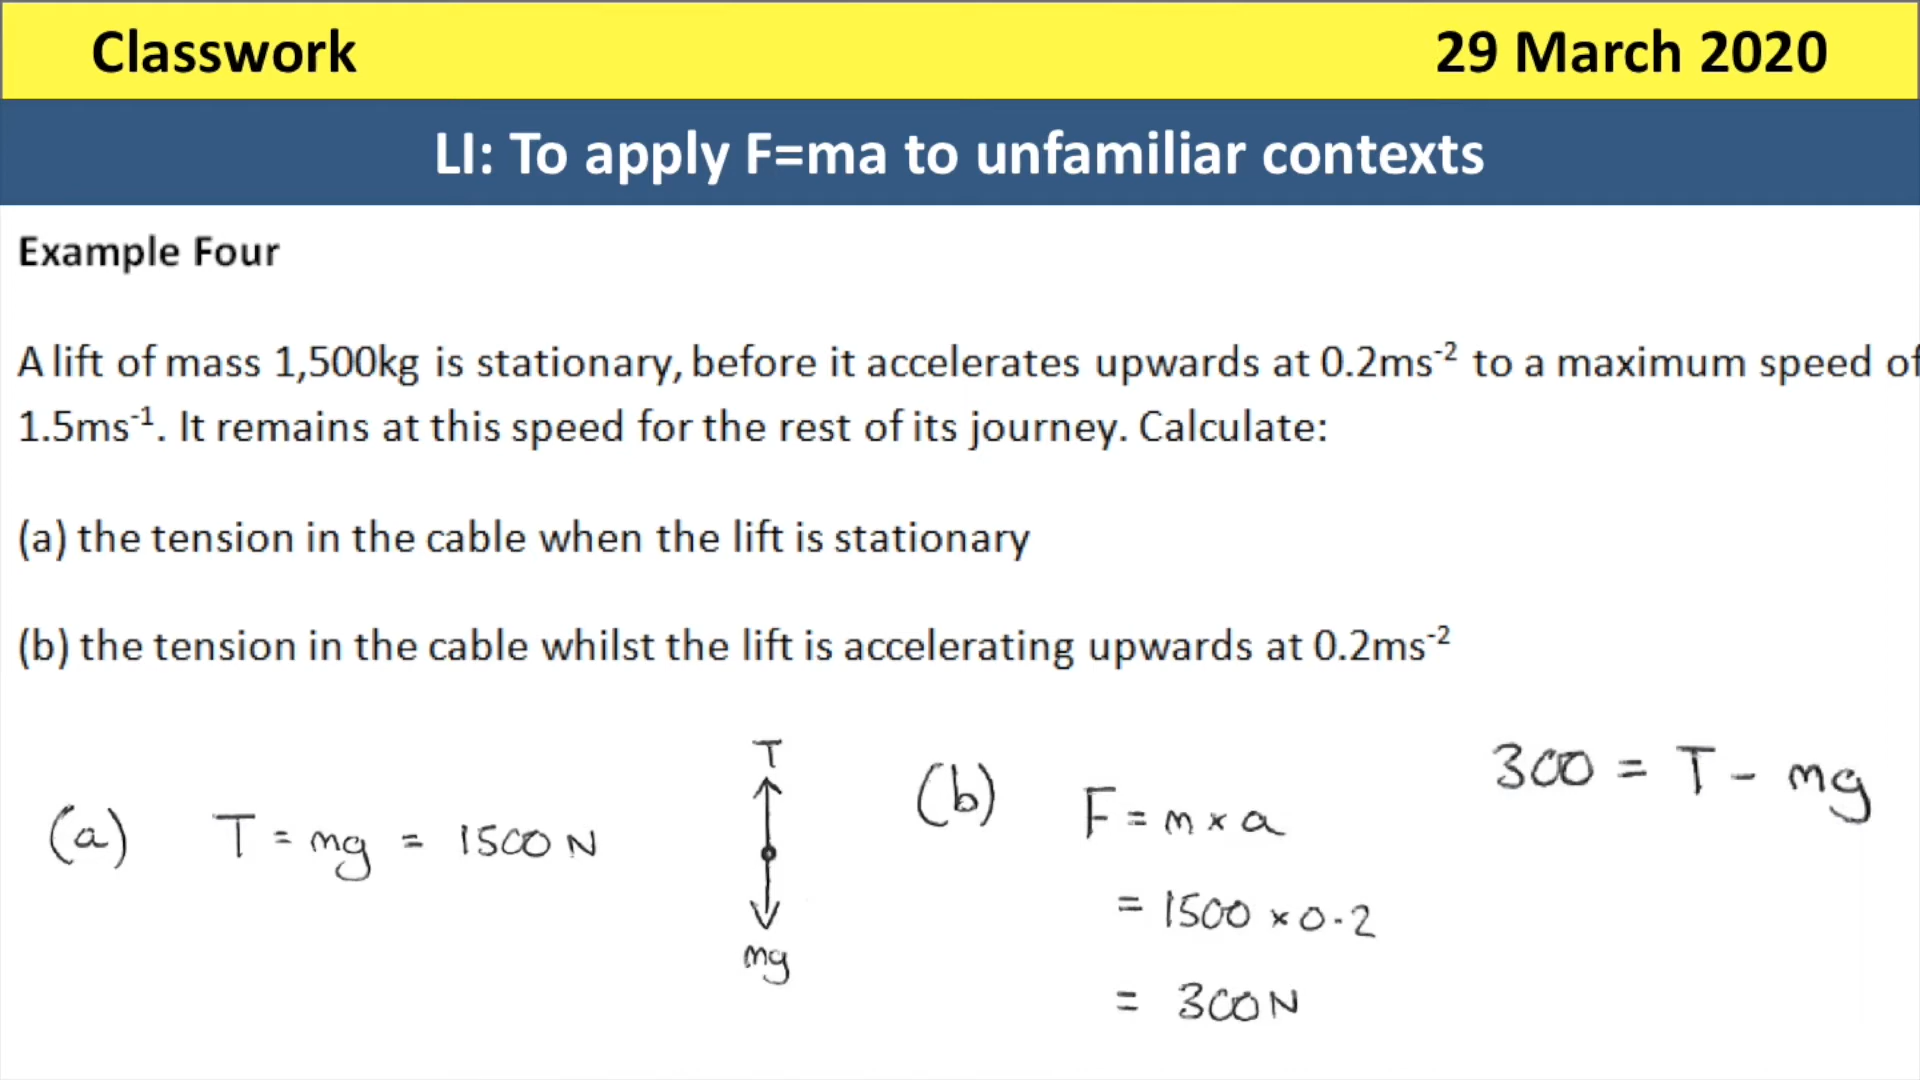 Classwork 29 March 2020
LI: To apply F=ma to unfamiliar contexts
Example Four
A lift of mass 1,500kg is stationary, before it accelerates upwards at 0.2ms⁻² to a maximum speed of
1.5ms⁻¹. It remains at this speed for the rest of its journey. Calculate:
(a) the tension in the cable when the lift is stationary
(b) the tension in the cable whilst the lift is accelerating upwards at 0.2ms⁻²
(a) T = mg = 1500 N
T
mg
(b) F = m × a
= 1500 × 0.2
= 300 N
300 = T - mg